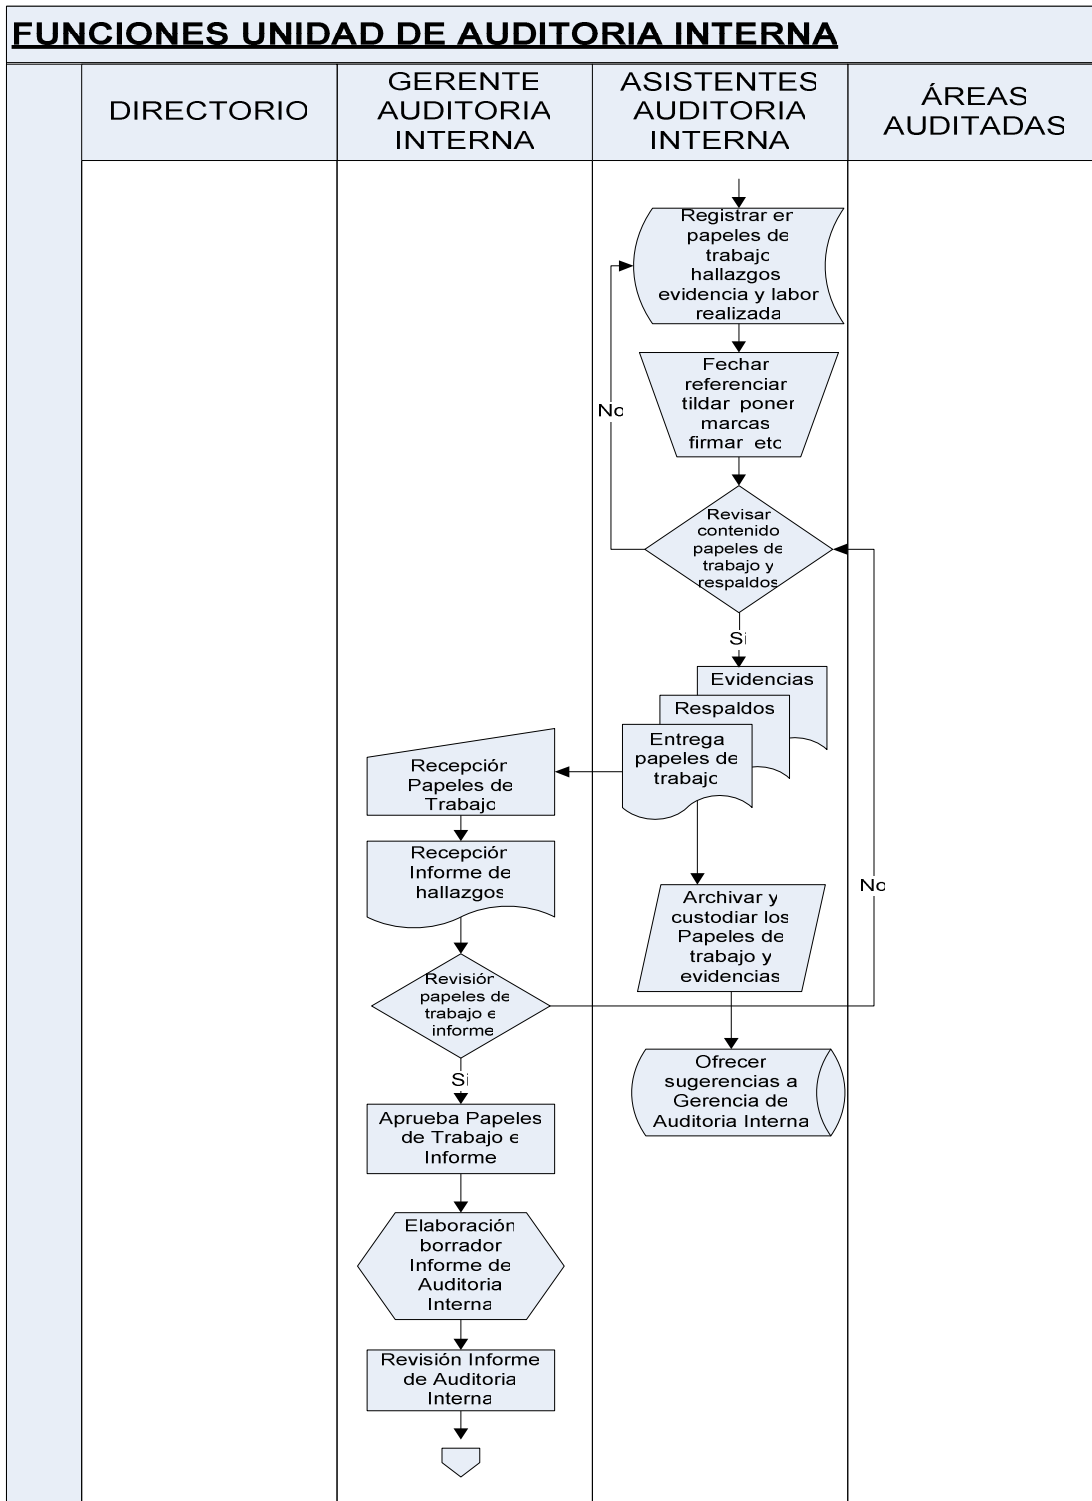 FUNCIONES UNIDAD DE AUDITORIA INTERNA
DIRECTORIO
GERENTE
AUDITORIA
INTERNA
ASISTENTES
AUDITORIA
INTERNA
ÁREAS
AUDITADAS
Registrar en
papeles de
trabajo
hallazgos
evidencia y labor
realizada
Fechar
referenciar
tildar poner
marcas
firmar etc
No
Revisar
contenido
papeles de
trabajo y
respaldos
Si
Evidencias
Respaldos
Entrega
papeles de
trabajo
Recepción
Papeles de
Trabajo
Recepción
Informe de
hallazgos
No
Archivar y
custodiar los
Papeles de
trabajo y
evidencias
Revisión
papeles de
trabajo e
informe
Si
Ofrecer
sugerencias a
Gerencia de
Auditoria Interna
Aprueba Papeles
de Trabajo e
Informe
Elaboración
borrador
Informe de
Auditoria
Interna
Revisión Informe
de Auditoria
Interna